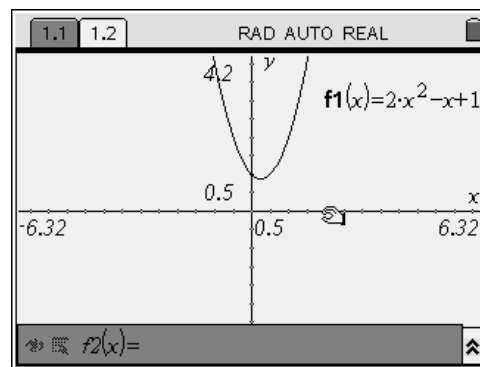 1.1 1.2 RAD AUTO REAL
4.2 y
f1(x)=2·x²-x+1
0.5 x
-6.32 0.5 6.32
f2(x)=